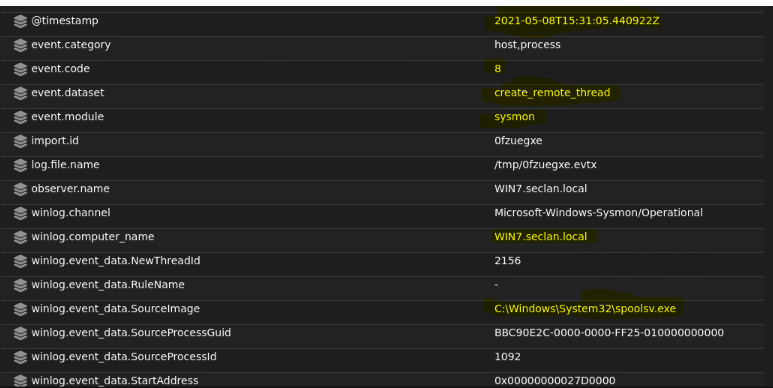 @timestamp 2021-05-08T15:31:05.440922Z
event.category host,process
event.code 8
event.dataset create_remote_thread
event.module sysmon
import.id 0fzuegxe
log.file.name /tmp/0fzuegxe.evtx
observer.name WIN7.seclan.local
winlog.channel Microsoft-Windows-Sysmon/Operational
winlog.computer_name WIN7.seclan.local
winlog.event_data.NewThreadId 2156
winlog.event_data.RuleName -
winlog.event_data.SourceImage C:\Windows\System32\spoolsv.exe
winlog.event_data.SourceProcessGuid BBC90E2C-0000-0000-FF25-010000000000
winlog.event_data.SourceProcessId 1092
winlog.event_data.StartAddress 0x00000000027D0000